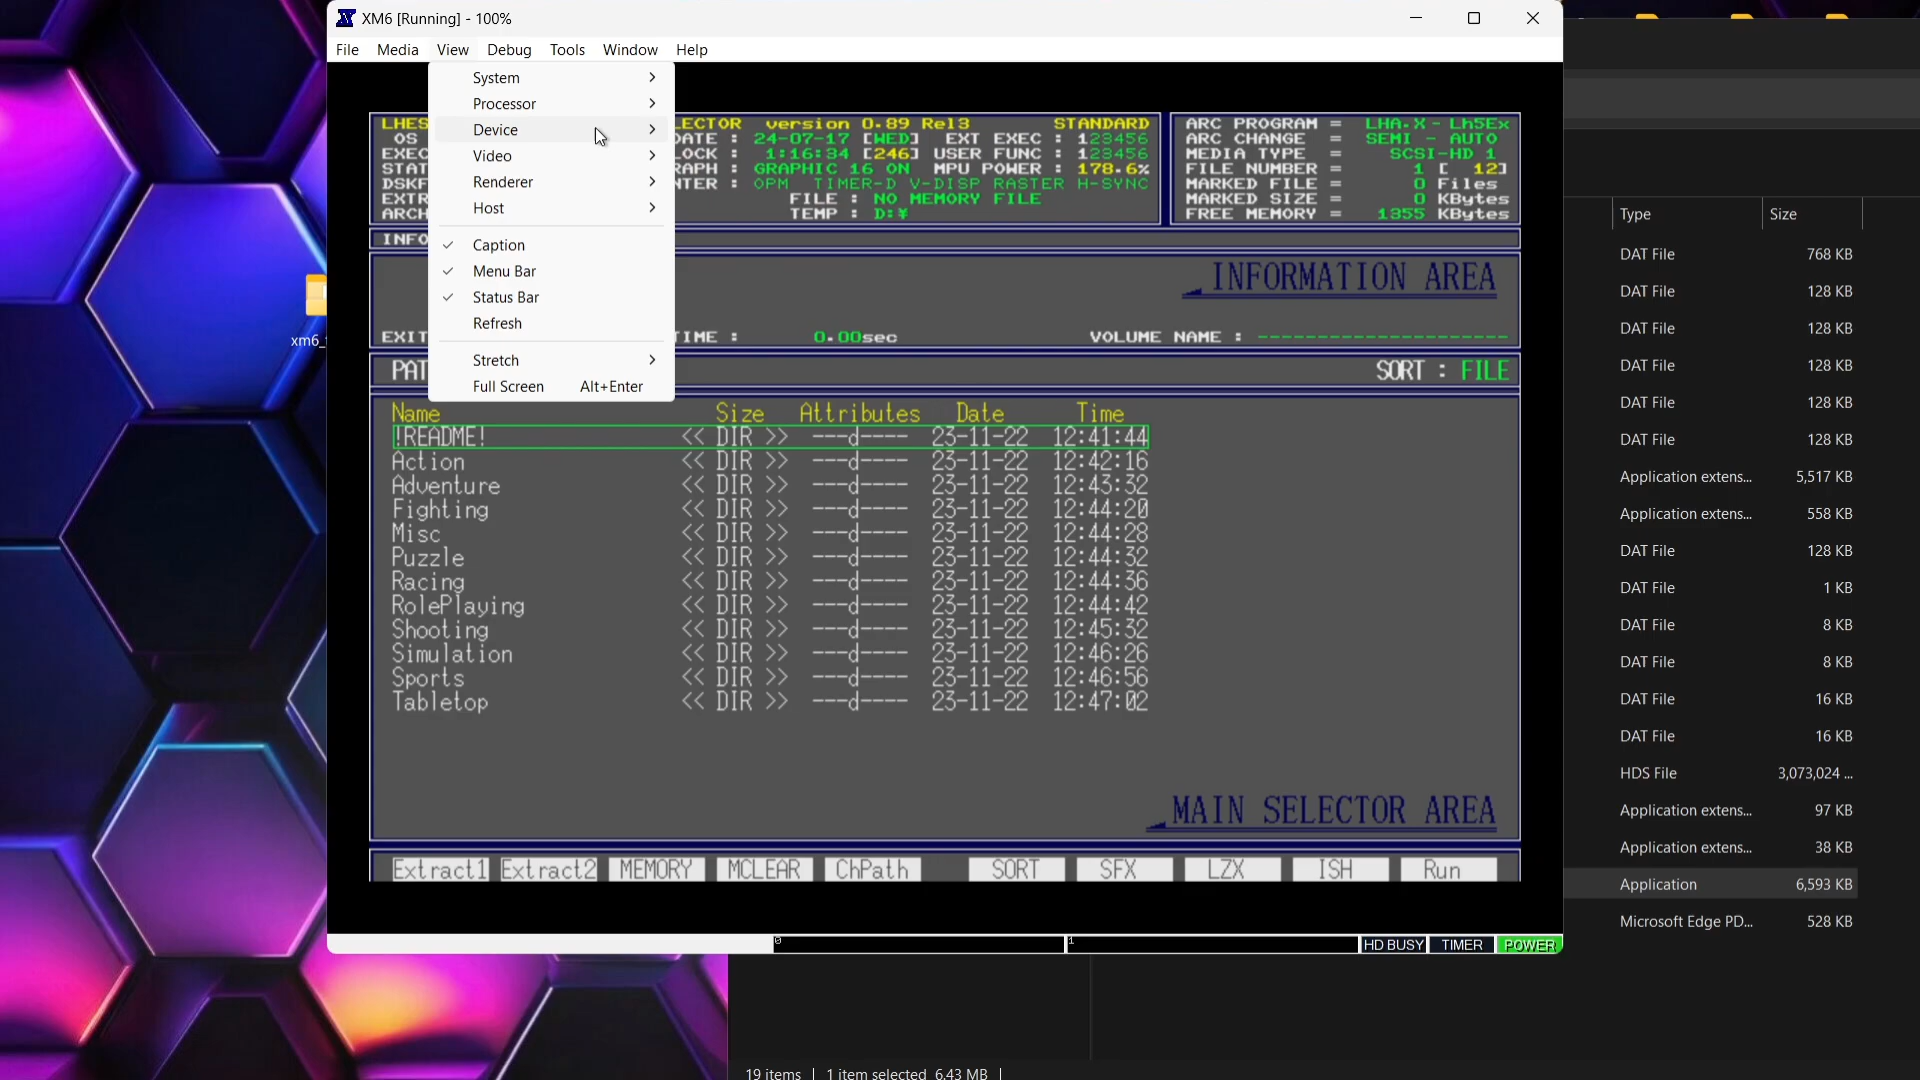 XM6 [Running] - 100%
File Media View Debug Tools Window Help
System
Processor
Device
Video
Renderer
Host
Caption
Menu Bar
Status Bar
Refresh
Stretch
Full Screen Alt+Enter
xm6_
LHES ECTOR version 0.89 Rel3 STANDARD
OS DATE : 24-07-17 [WED] EXT EXEC : 123456
EXEC LOCK : 1:16:34 [246] USER FUNC : 123456
STAT RAPH : GRAPHIC 16 ON MPU POWER : 178.6%
DSKF NTER : OPM TIMER-D V-DISP RASTER H-SYNC
EXTR FILE : NO MEMORY FILE
ARCH TEMP : D:¥
ARC PROGRAM = LHA.X - Lh5Ex
ARC CHANGE = SEMI - AUTO
MEDIA TYPE = SCSI-HD 1
FILE NUMBER = 1 [ 12]
MARKED FILE = 0 Files
MARKED SIZE = 0 KBytes
FREE MEMORY = 1355 KBytes
INFO
INFORMATION AREA
EXIT TIME : 0.00sec VOLUME NAME : -----------------------
PAT SORT : FILE
Name Size Attributes Date Time
!README! << DIR >> ---d---- 23-11-22 12:41:44
Action << DIR >> ---d---- 23-11-22 12:42:16
Adventure << DIR >> ---d---- 23-11-22 12:43:32
Fighting << DIR >> ---d---- 23-11-22 12:44:20
Misc << DIR >> ---d---- 23-11-22 12:44:28
Puzzle << DIR >> ---d---- 23-11-22 12:44:32
Racing << DIR >> ---d---- 23-11-22 12:44:36
RolePlaying << DIR >> ---d---- 23-11-22 12:44:42
Shooting << DIR >> ---d---- 23-11-22 12:45:32
Simulation << DIR >> ---d---- 23-11-22 12:46:26
Sports << DIR >> ---d---- 23-11-22 12:46:56
Tabletop << DIR >> ---d---- 23-11-22 12:47:02
MAIN SELECTOR AREA
Extract1 Extract2 MEMORY MCLEAR ChPath SORT SFX LZX ISH Run
0 1 HD BUSY TIMER POWER
Type Size
DAT File 768 KB
DAT File 128 KB
DAT File 128 KB
DAT File 128 KB
DAT File 128 KB
DAT File 128 KB
Application extens... 5,517 KB
Application extens... 558 KB
DAT File 128 KB
DAT File 1 KB
DAT File 8 KB
DAT File 8 KB
DAT File 16 KB
DAT File 16 KB
HDS File 3,073,024 ...
Application extens... 97 KB
Application extens... 38 KB
Application 6,593 KB
Microsoft Edge PD... 528 KB
19 items 1 item selected 6.43 MB